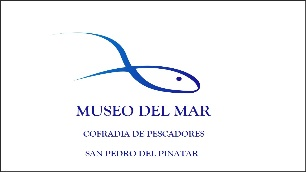 MUSEO DEL MAR
COFRADIA DE PESCADORES
SAN PEDRO DEL PINATAR